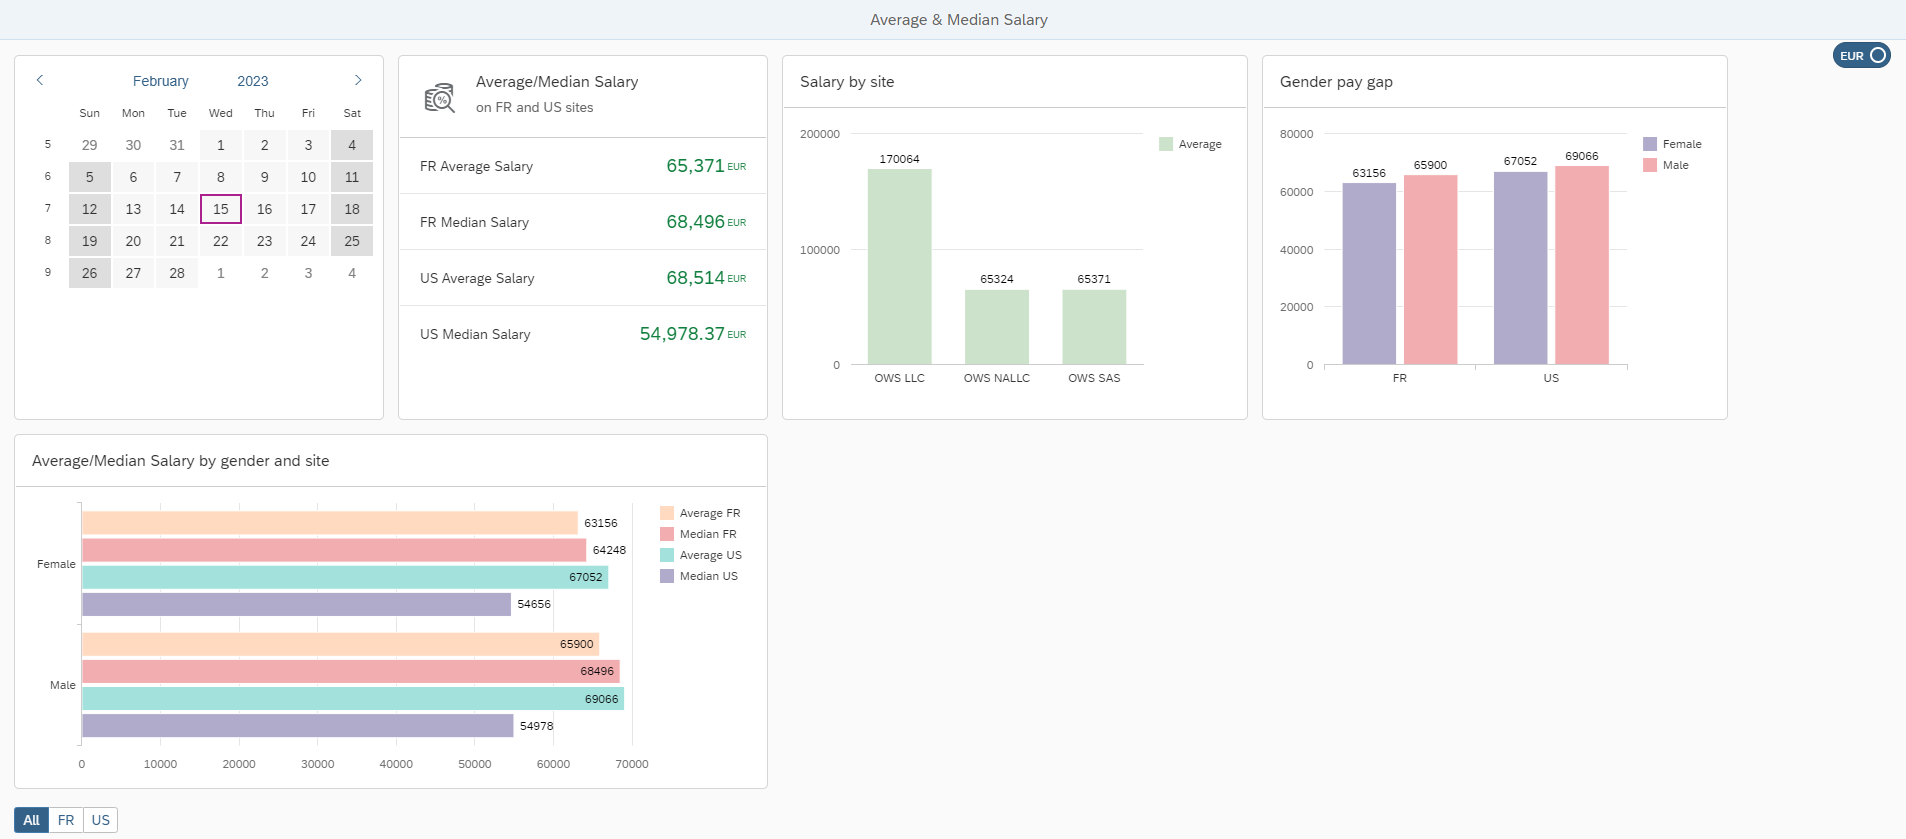 Average & Median Salary
EUR
February 2023
Sun Mon Tue Wed Thu Fri Sat
5 29 30 31 1 2 3 4
6 5 6 7 8 9 10 11
7 12 13 14 15 16 17 18
8 19 20 21 22 23 24 25
9 26 27 28 1 2 3 4
%
Average/Median Salary
on FR and US sites
FR Average Salary 65,371 EUR
FR Median Salary 68,496 EUR
US Average Salary 68,514 EUR
US Median Salary 54,978.37 EUR
Salary by site
200000
100000
0
170064
65324
65371
OWS LLC OWS NALLC OWS SAS
Average
Gender pay gap
80000
60000
40000
20000
0
63156
65900
67052
69066
FR US
Female
Male
Average/Median Salary by gender and site
Female
63156
64248
67052
54656
Male
65900
68496
69066
54978
0 10000 20000 30000 40000 50000 60000 70000
Average FR
Median FR
Average US
Median US
All FR US